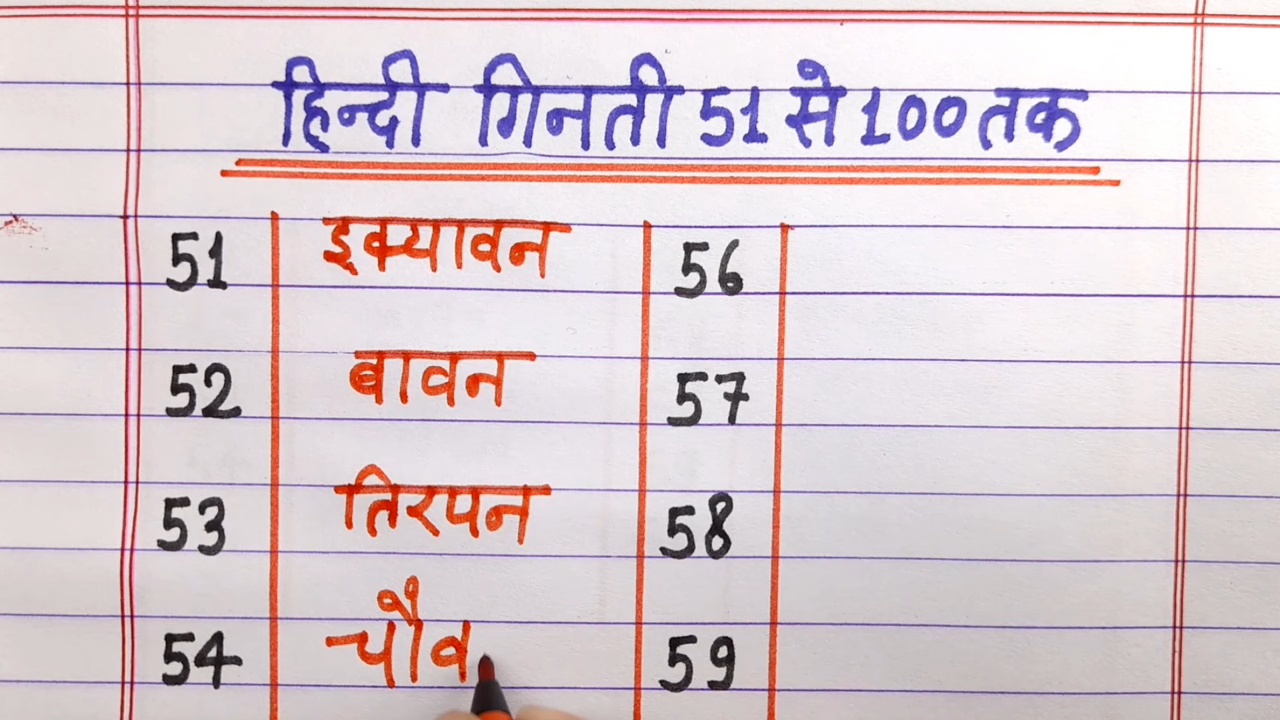 हिन्दी गिनती 51 से 100 तक
51 इक्यावन 56
52 बावन 57
53 तिरपन 58
54 चौव 59